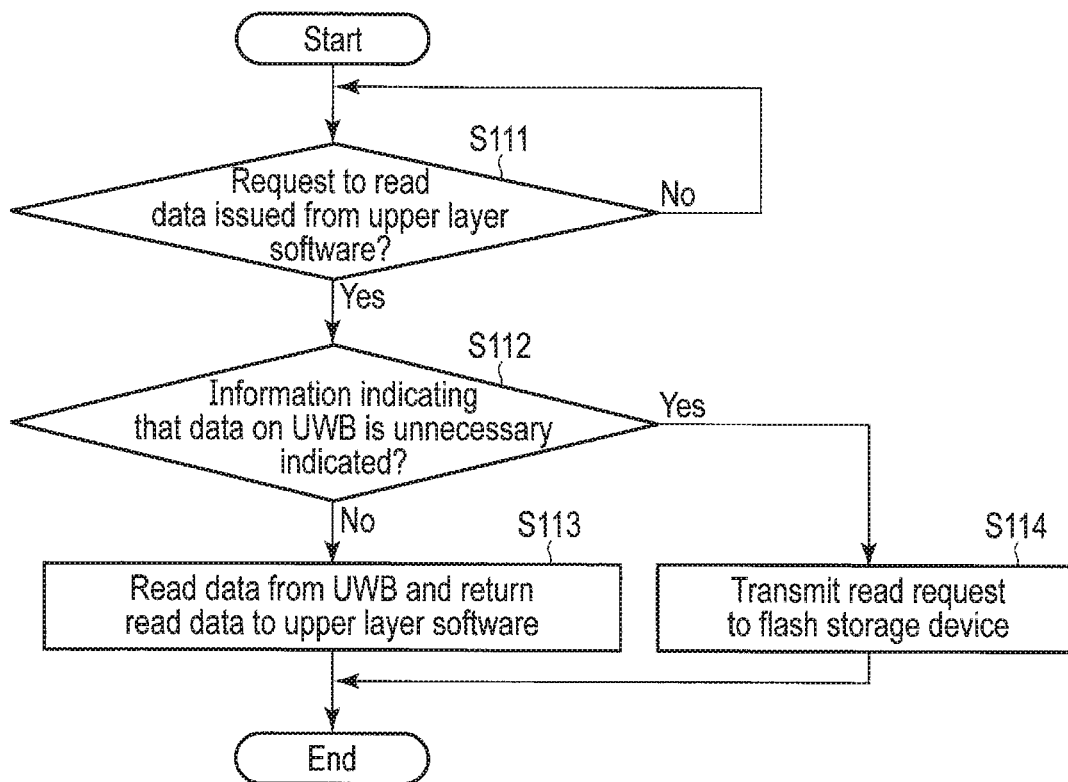 Start
S111
Request to read
data issued from upper layer
software?
No
Yes
S112
Information indicating
that data on UWB is unnecessary
indicated?
Yes
No
S113
Read data from UWB and return
read data to upper layer software
S114
Transmit read request
to flash storage device
End